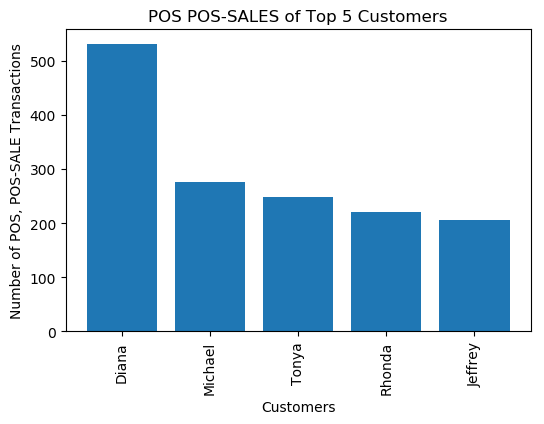 POS POS-SALES of Top 5 Customers
Number of POS, POS-SALE Transactions
500
400
300
200
100
0
Diana
Michael
Tonya
Rhonda
Jeffrey
Customers